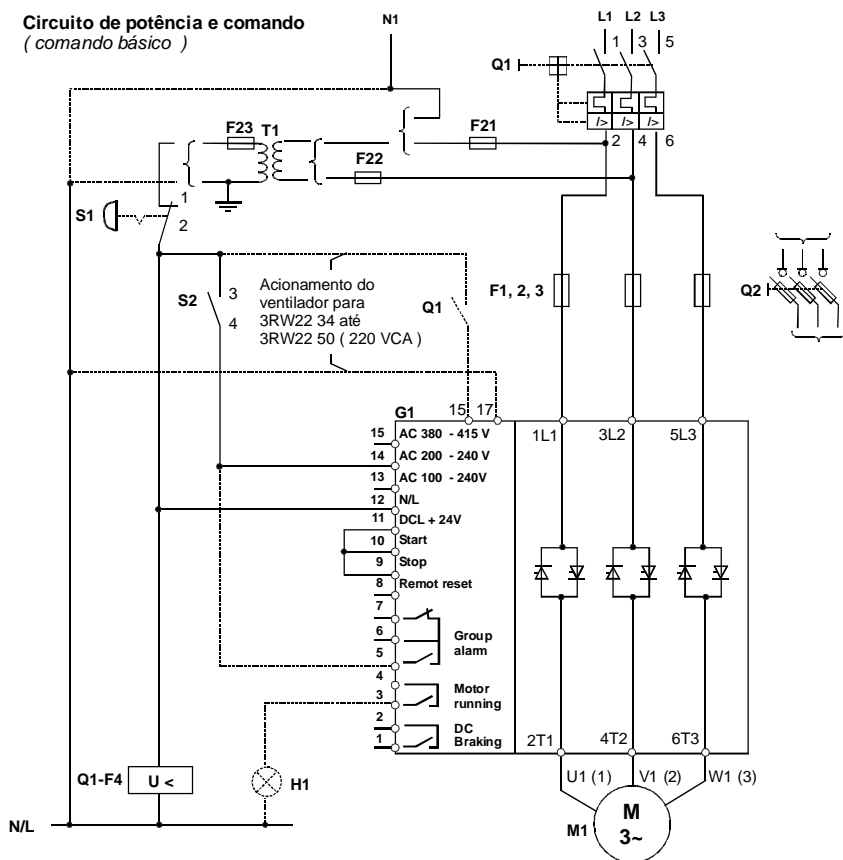 Circuito de potência e comando
( comando básico )
N1
L1 L2 L3
1 3 5
Q1
I> I> I>
2 4 6
F23 T1
F21
F22
1
S1
2
S2
3
4
Acionamento do
ventilador para
3RW22 34 até
3RW22 50 ( 220 VCA )
Q1
F1, 2, 3
Q2
G1
15 17
15 AC 380 - 415 V
14 AC 200 - 240 V
13 AC 100 - 240V
12 N/L
11 DCL + 24V
10 Start
9 Stop
8 Remot reset
7
6 Group
5 alarm
4
3 Motor
running
2 DC
1 Braking
1L1 3L2 5L3
2T1 4T2 6T3
U1 (1) V1 (2) W1 (3)
Q1-F4 U <
H1
M1
M
3~
N/L